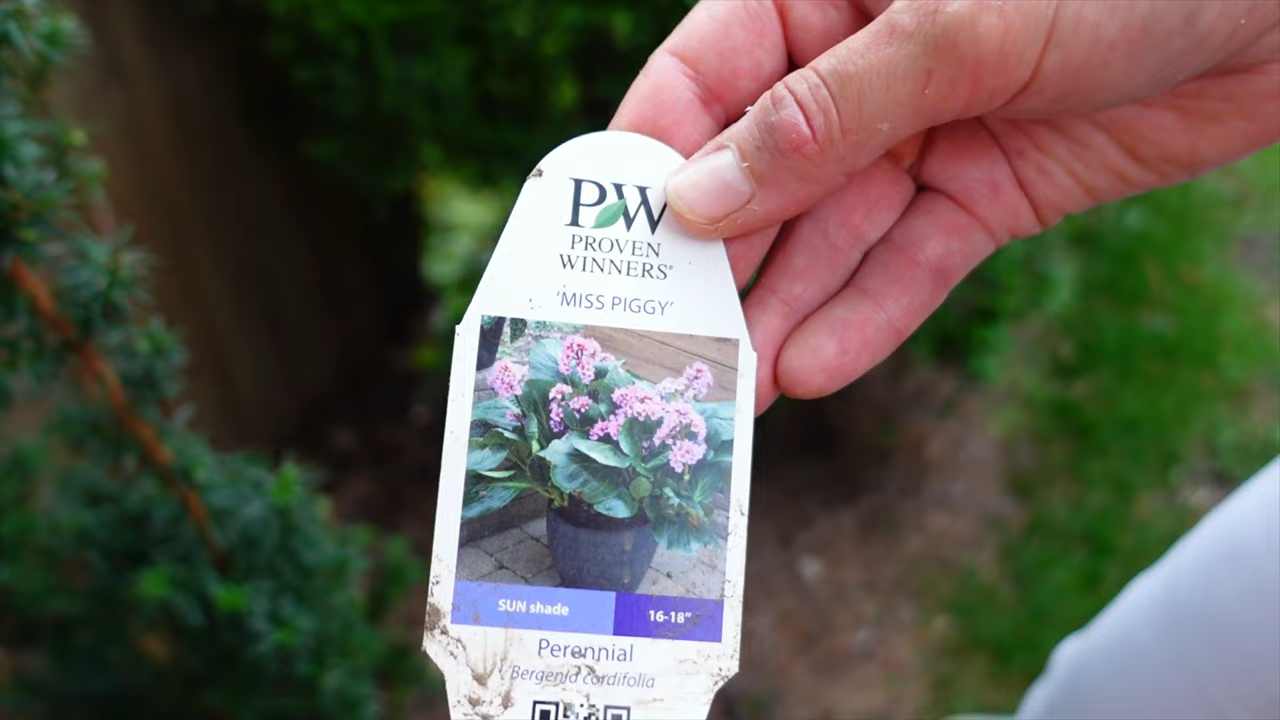 PW
PROVEN
WINNERS®
'MISS PIGGY'
SUN shade
16-18"
Perennial
Bergenia cordifolia